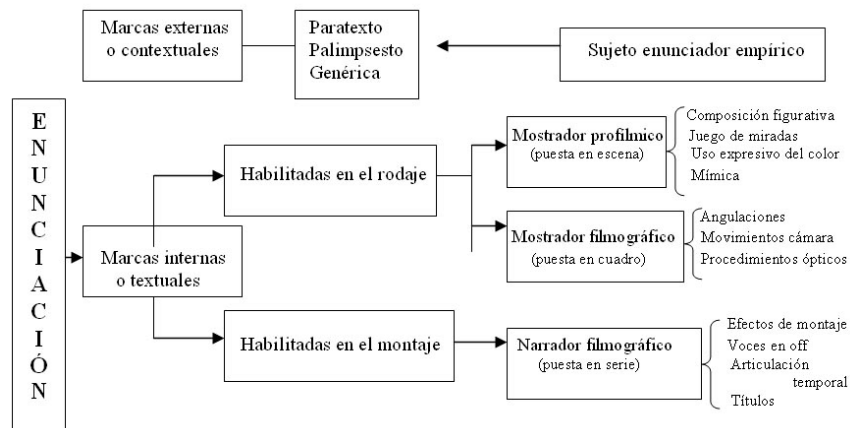 Marcas externas
o contextuales
Paratexto
Palimpsesto
Genérica
Sujeto enunciador empírico
ENUNCIACIÓN
Marcas internas
o textuales
Habilitadas en el rodaje
Mostrador profílmico
(puesta en escena)
Composición figurativa
Juego de miradas
Uso expresivo del color
Mímica
Mostrador filmográfico
(puesta en cuadro)
Angulaciones
Movimientos cámara
Procedimientos ópticos
Habilitadas en el montaje
Narrador filmográfico
(puesta en serie)
Efectos de montaje
Voces en off
Articulación
temporal
Títulos